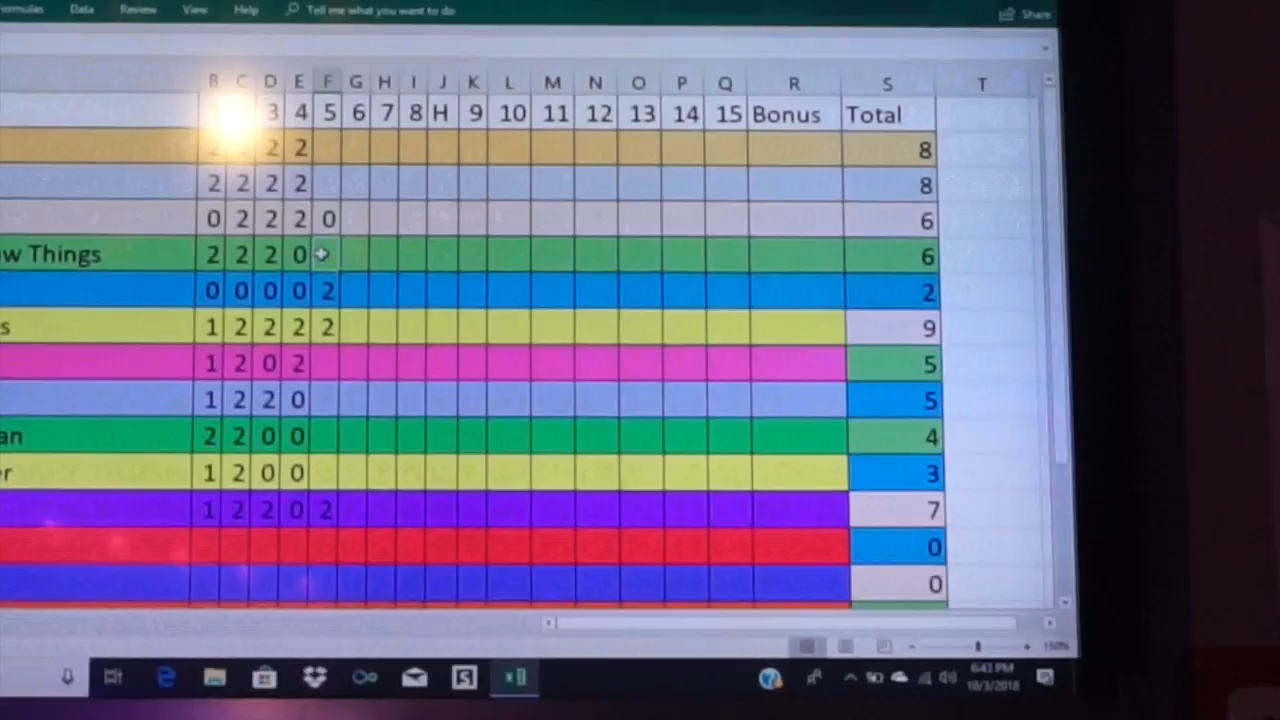 ormulas Data Review View Help Tell me what you want to do Share
B C D E F G H I J K L M N O P Q R S T
3 4 5 6 7 8 H 9 10 11 12 13 14 15 Bonus Total
2 2 8
2 2 2 2 8
0 2 2 2 0 6
w Things 2 2 2 0 6
0 0 0 0 2 2
s 1 2 2 2 2 9
1 2 0 2 5
1 2 2 0 5
an 2 2 0 0 4
er 1 2 0 0 3
1 2 2 0 2 7
0
0
150%
6:43 PM
10/3/2018